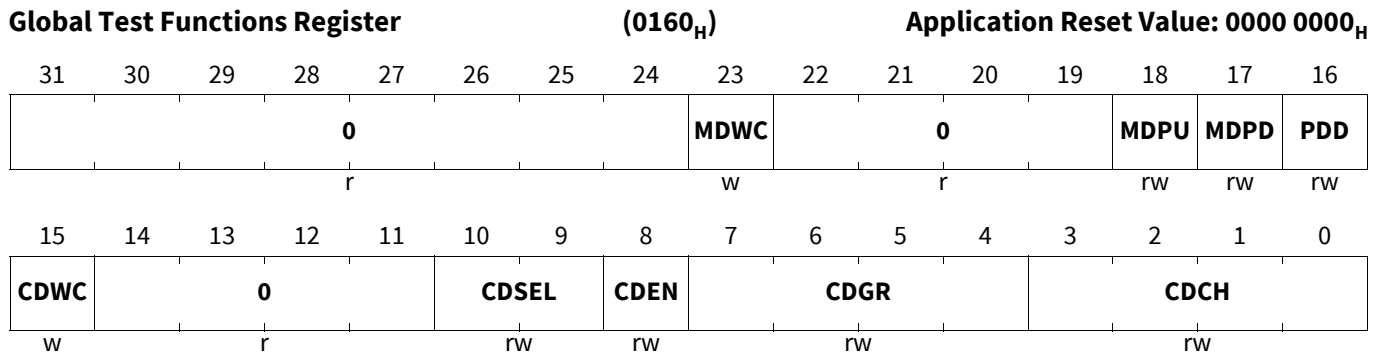 Global Test Functions Register (0160H) Application Reset Value: 0000 0000H
31 30 29 28 27 26 25 24 23 22 21 20 19 18 17 16
0 MDWC 0 MDPU MDPD PDD
r w r rw rw rw
15 14 13 12 11 10 9 8 7 6 5 4 3 2 1 0
CDWC 0 CDSEL CDEN CDGR CDCH
w r rw rw rw rw